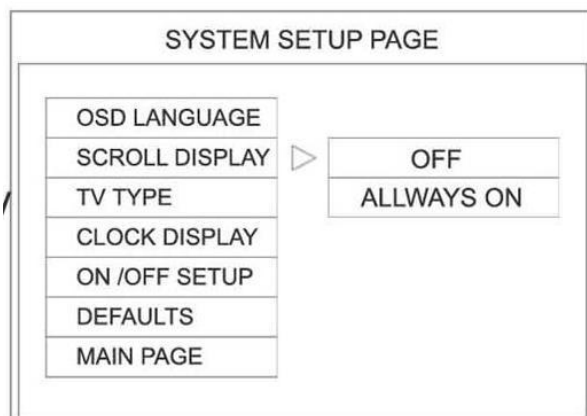 SYSTEM SETUP PAGE
OSD LANGUAGE
SCROLL DISPLAY
OFF
TV TYPE
ALLWAYS ON
CLOCK DISPLAY
ON /OFF SETUP
DEFAULTS
MAIN PAGE